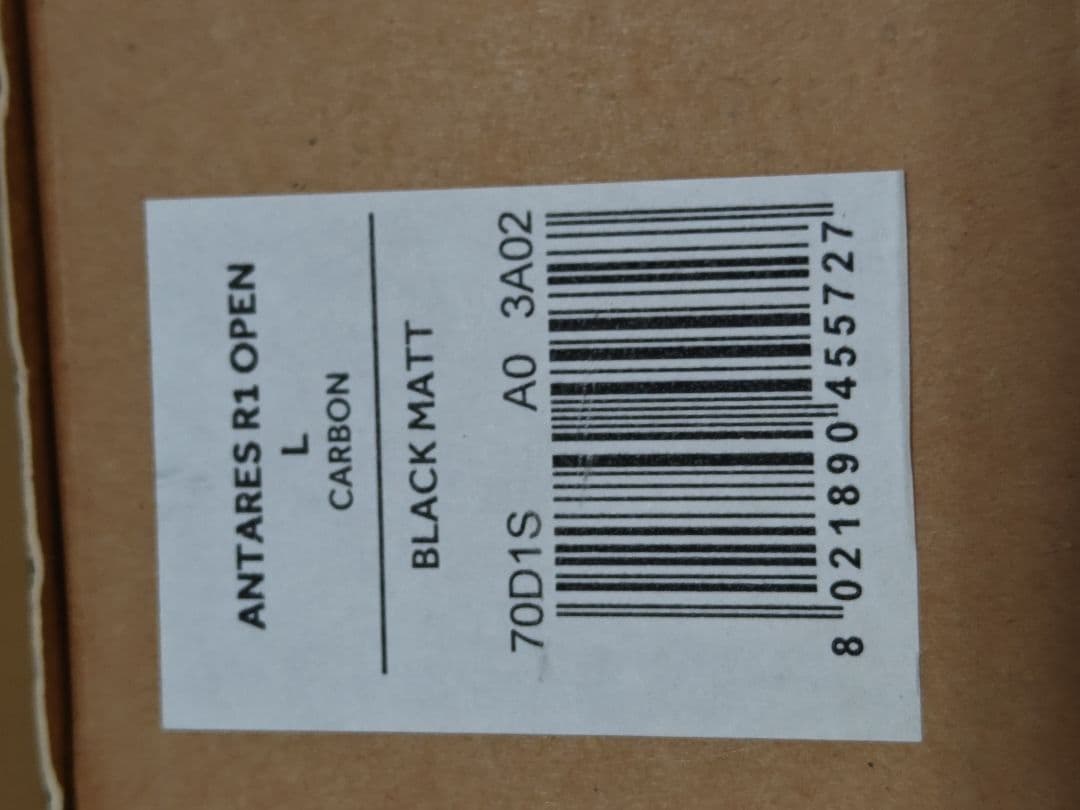 ANTARES R1 OPEN
L
CARBON
BLACK MATT
70D1S A0 3A02
8 021890 455727